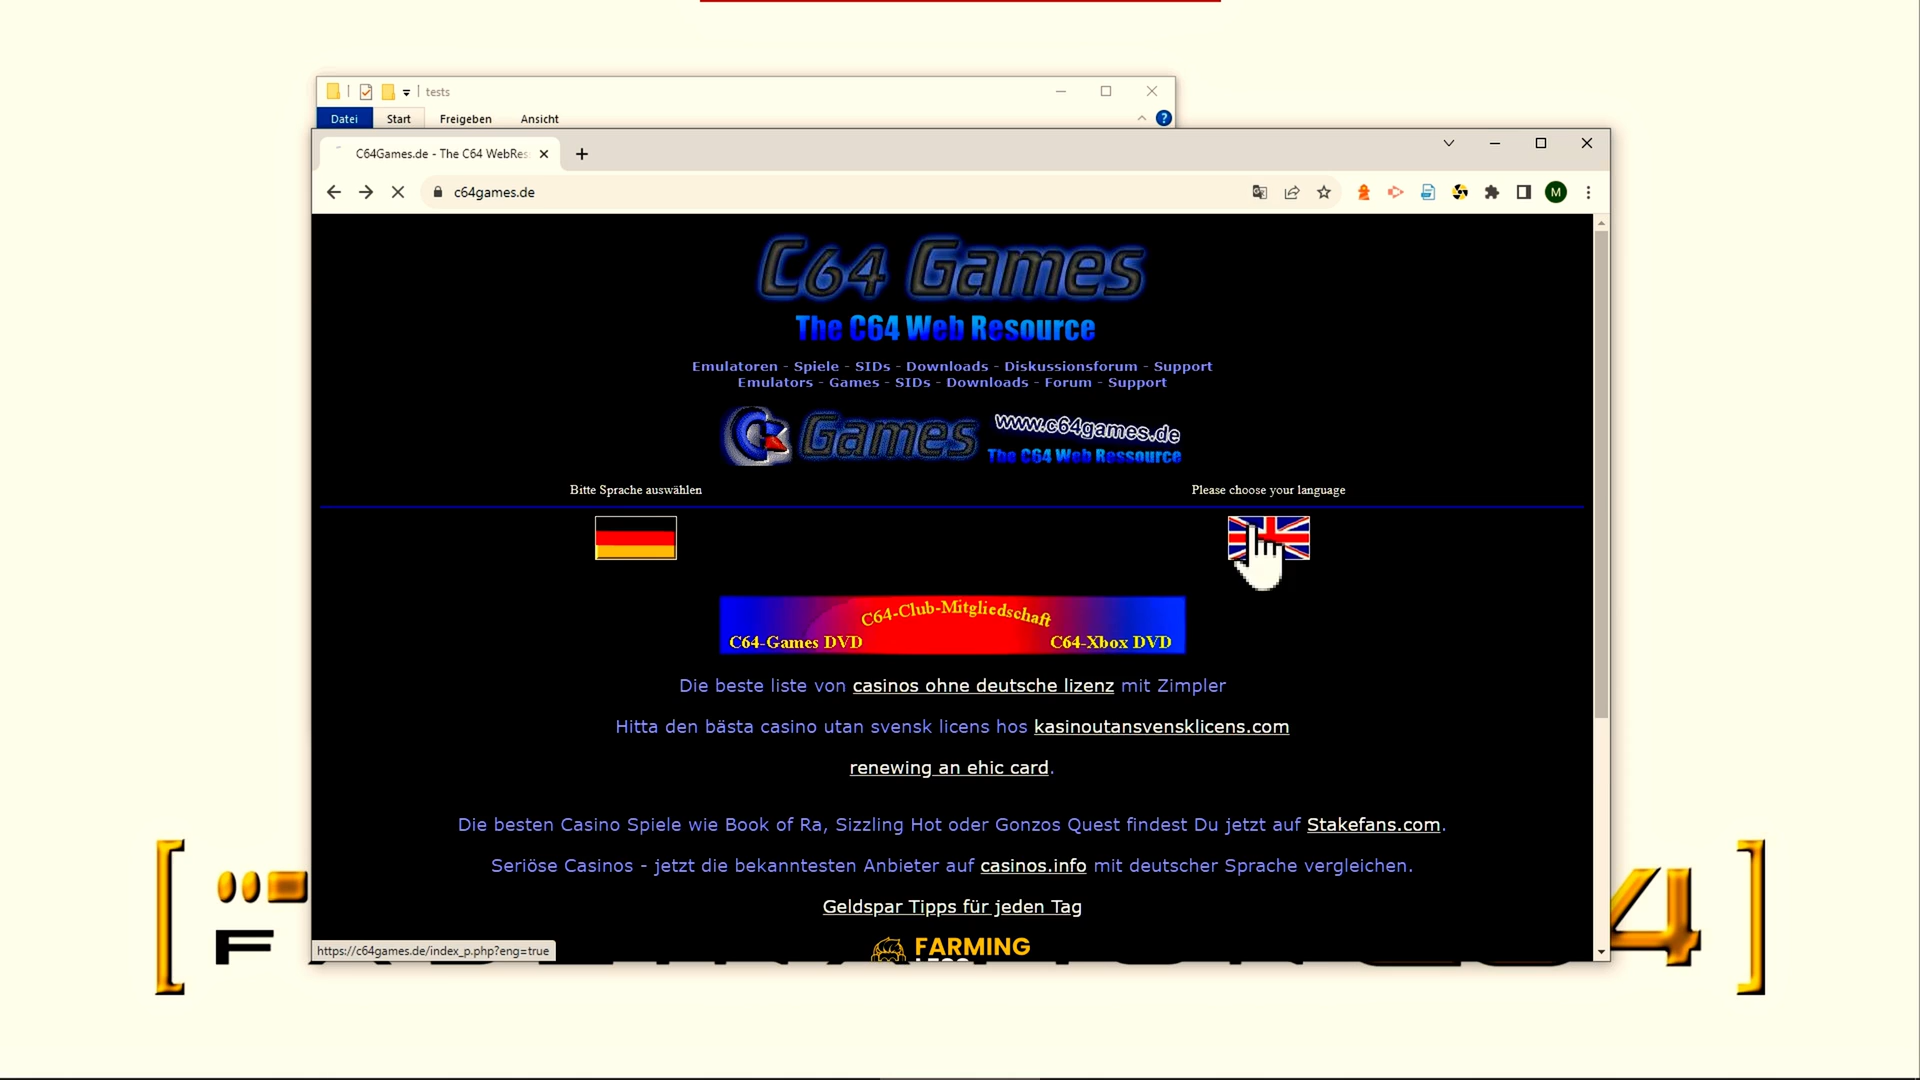 tests
Datei Start Freigeben Ansicht
C64Games.de - The C64 WebRes
c64games.de
M
C64 Games
The C64 Web Resource
Emulatoren - Spiele - SIDs - Downloads - Diskussionsforum - Support
Emulators - Games - SIDs - Downloads - Forum - Support
Games www.c64games.de
The C64 Web Ressource
Bitte Sprache auswählen Please choose your language
C64-Club-Mitgliedschaft
C64-Games DVD C64-Xbox DVD
Die beste liste von casinos ohne deutsche lizenz mit Zimpler
Hitta den bästa casino utan svensk licens hos kasinoutansvensklicens.com
renewing an ehic card.
Die besten Casino Spiele wie Book of Ra, Sizzling Hot oder Gonzos Quest findest Du jetzt auf Stakefans.com.
Seriöse Casinos - jetzt die bekanntesten Anbieter auf casinos.info mit deutscher Sprache vergleichen.
Geldspar Tipps für jeden Tag
FARMING
https://c64games.de/index_p.php?eng=true